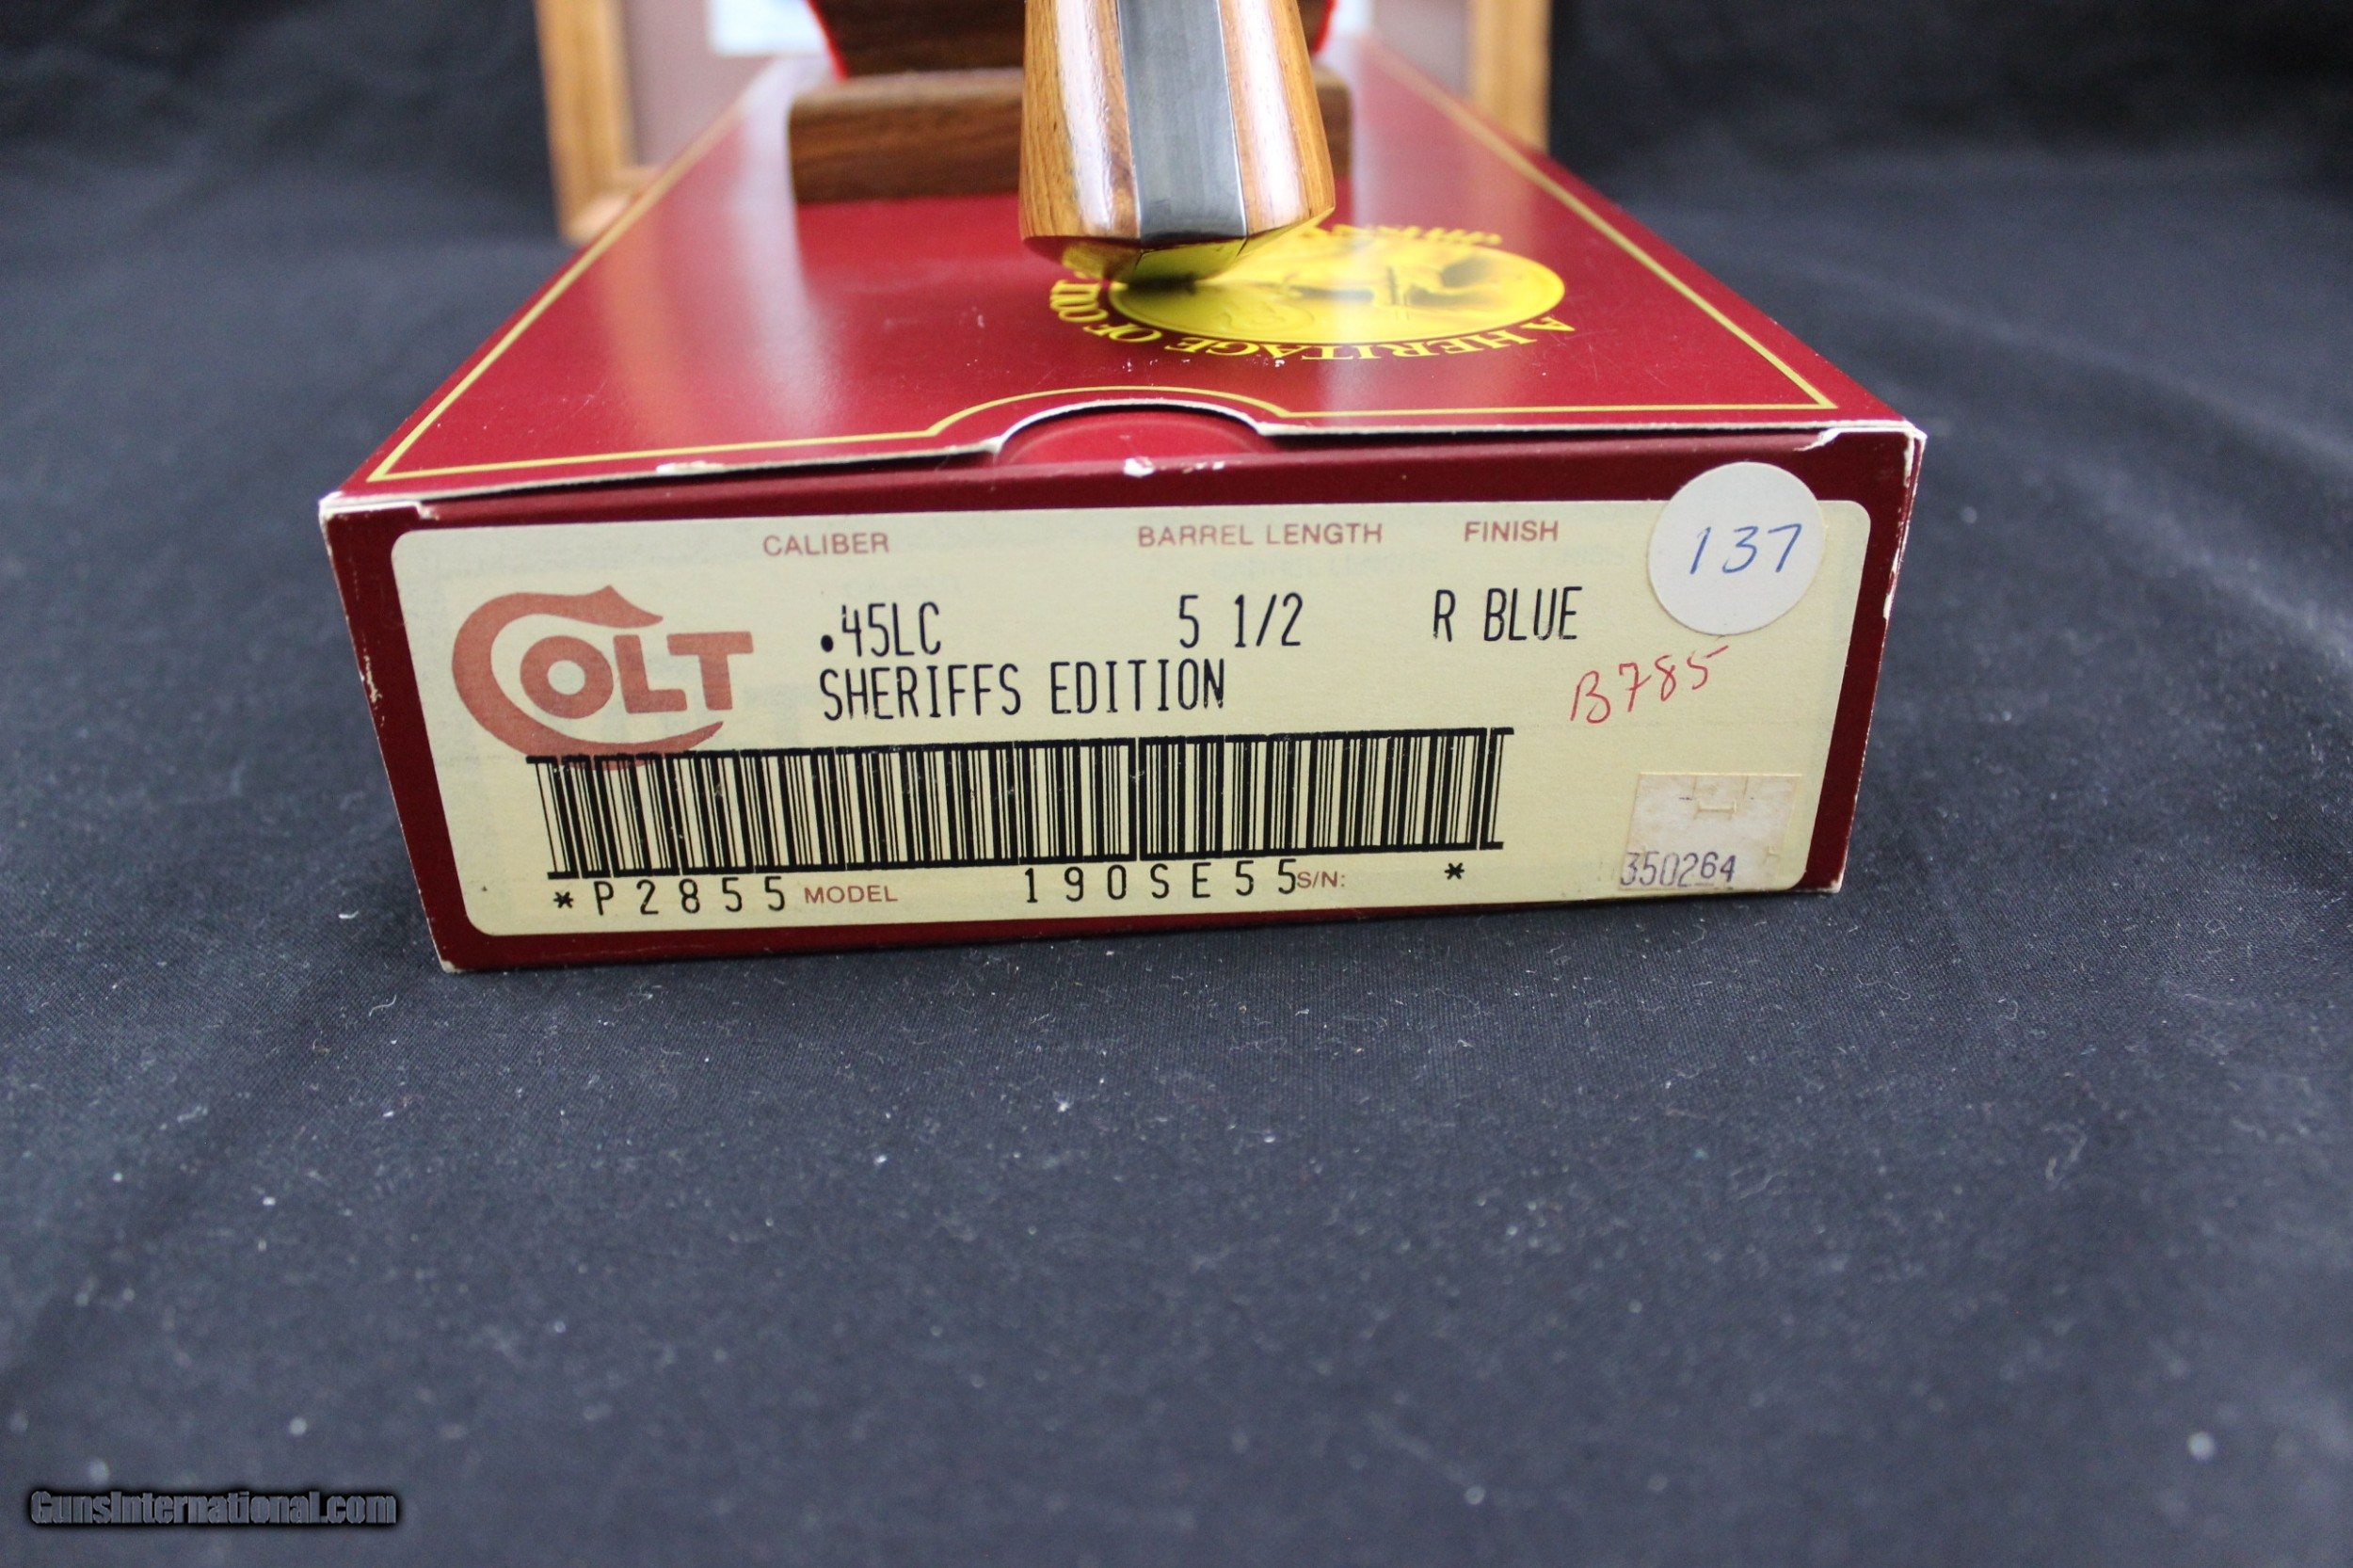 A HERITAGE OF
CALIBER BARREL LENGTH FINISH
137
COLT
.45LC 5 1/2 R BLUE
SHERIFFS EDITION
B785
*P2855 MODEL 190SE55 S/N: *
350264
GunsInternational.com